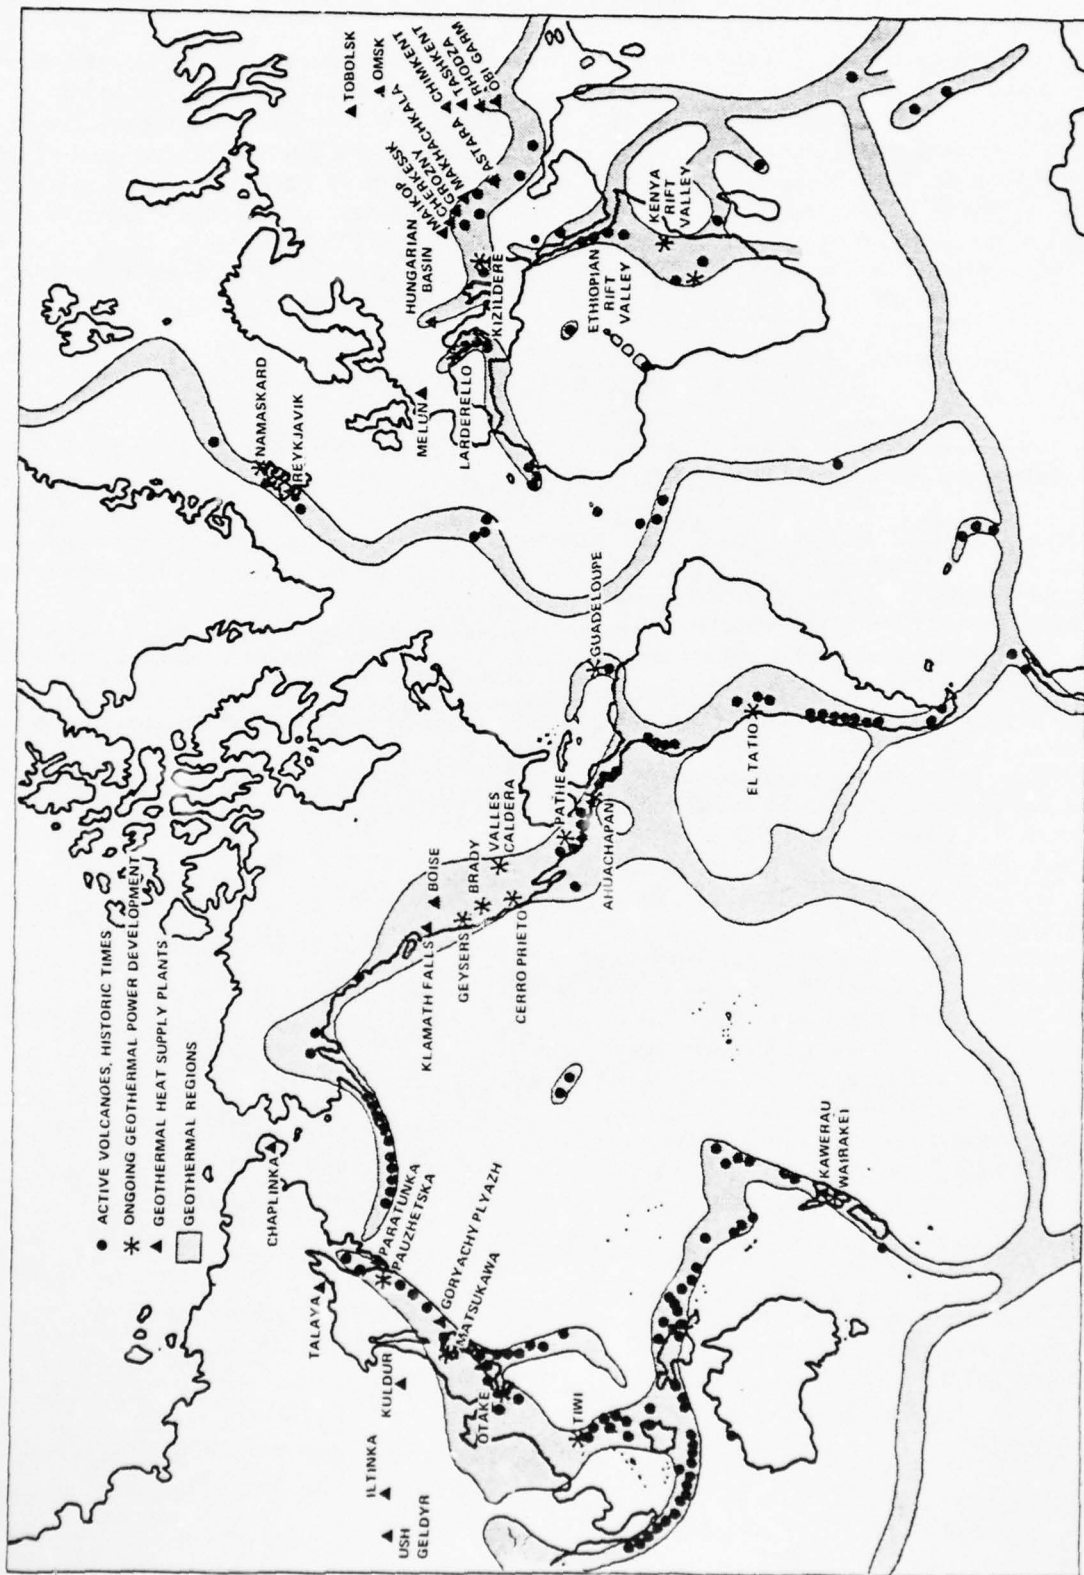 ● ACTIVE VOLCANOES, HISTORIC TIMES
✳ ONGOING GEOTHERMAL POWER DEVELOPMENT
▲ GEOTHERMAL HEAT SUPPLY PLANTS
GEOTHERMAL REGIONS
USH
GELDYR
ILTINKA
KULDUR
TALAYA
CHAPLINKA
PARATUNKA
PAUZHETSKA
GORYACHY PLYAZH
MATSUKAWA
OTAKE
TIWI
KAWERAU
WAIRAKEI
KLAMATH FALLS
BOISE
GEYSERS
BRADY
CERRO PRIETO
VALLES
CALDERA
PATHE
AHUACHAPAN
EL TATIO
GUADELOUPE
NAMASKARD
REYKJAVIK
MELUN
LARDERELLO
HUNGARIAN
BASIN
KIZILDERE
MAIKOP
CHERKESSK
GROZNY
MAKHACHKALA
ASTARA
TOBOLSK
OMSK
CHIMKENT
TASHKENT
RHODZA
OBI GARM
ETHIOPIAN
RIFT
VALLEY
KENYA
RIFT
VALLEY